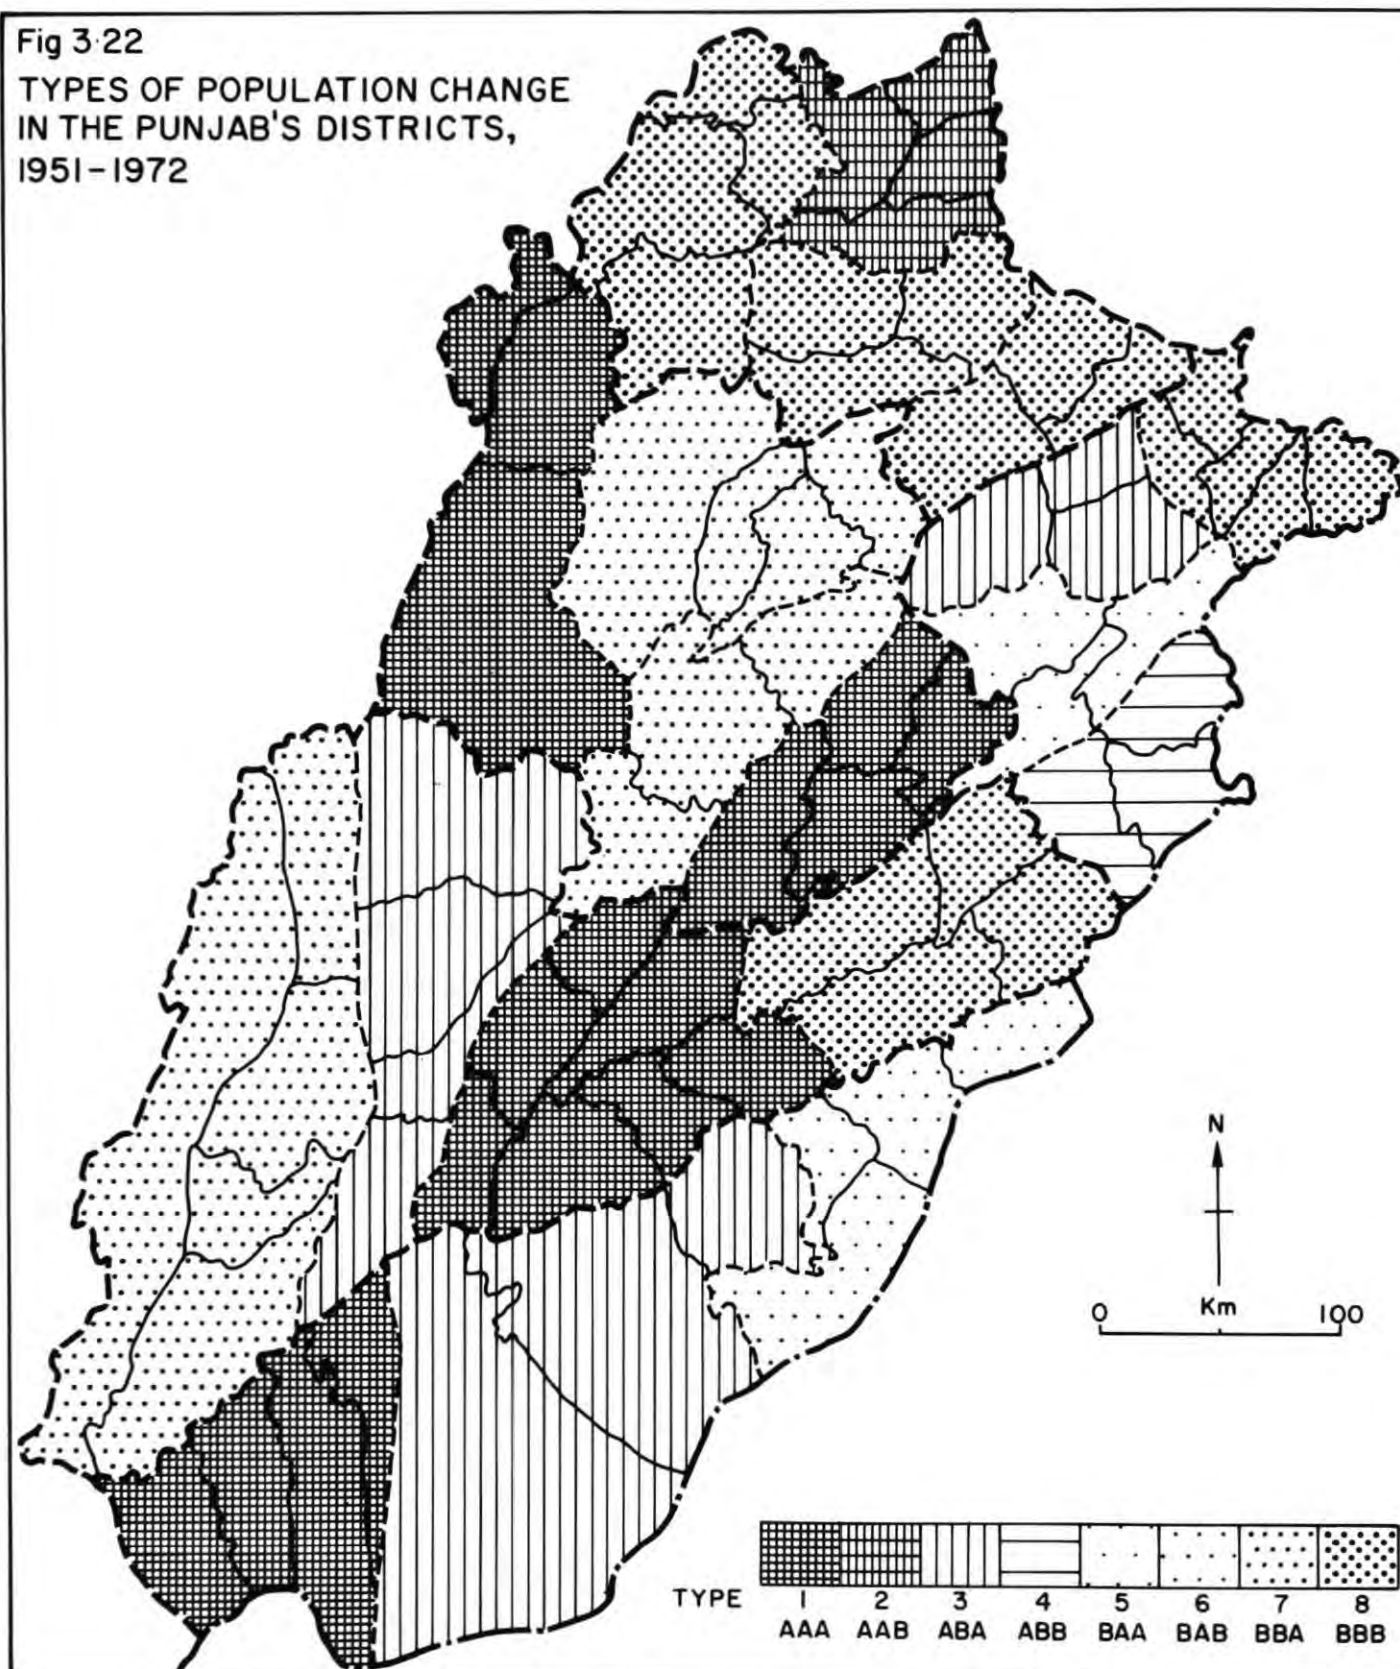 Fig 3·22
TYPES OF POPULATION CHANGE
IN THE PUNJAB'S DISTRICTS,
1951-1972
N
0 Km 100
TYPE 1 2 3 4 5 6 7 8
AAA AAB ABA ABB BAA BAB BBA BBB